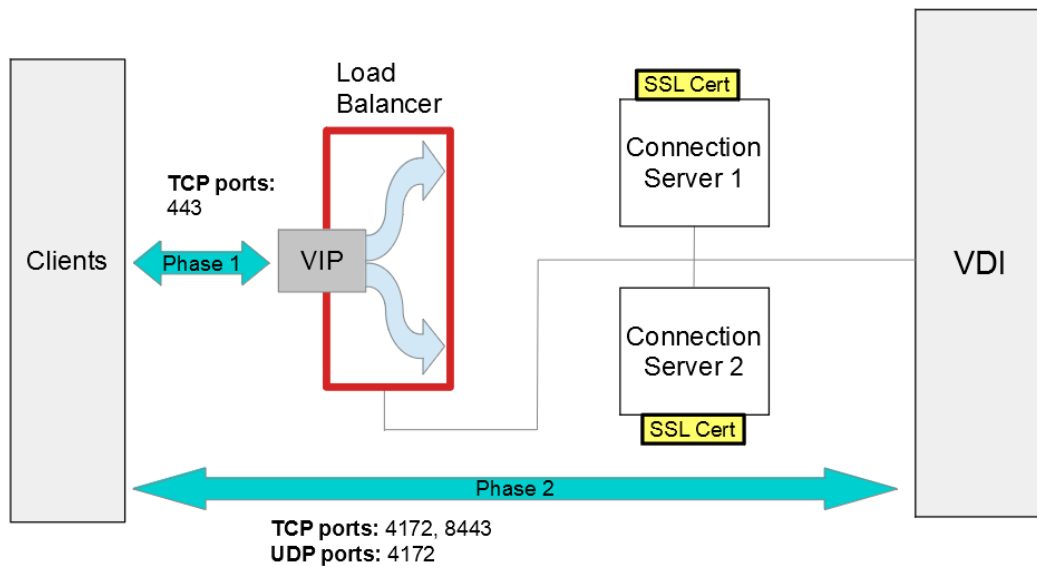 Load
Balancer
SSL Cert
Connection
Server 1
TCP ports:
443
Clients
Phase 1
VIP
VDI
Connection
Server 2
SSL Cert
Phase 2
TCP ports: 4172, 8443
UDP ports: 4172